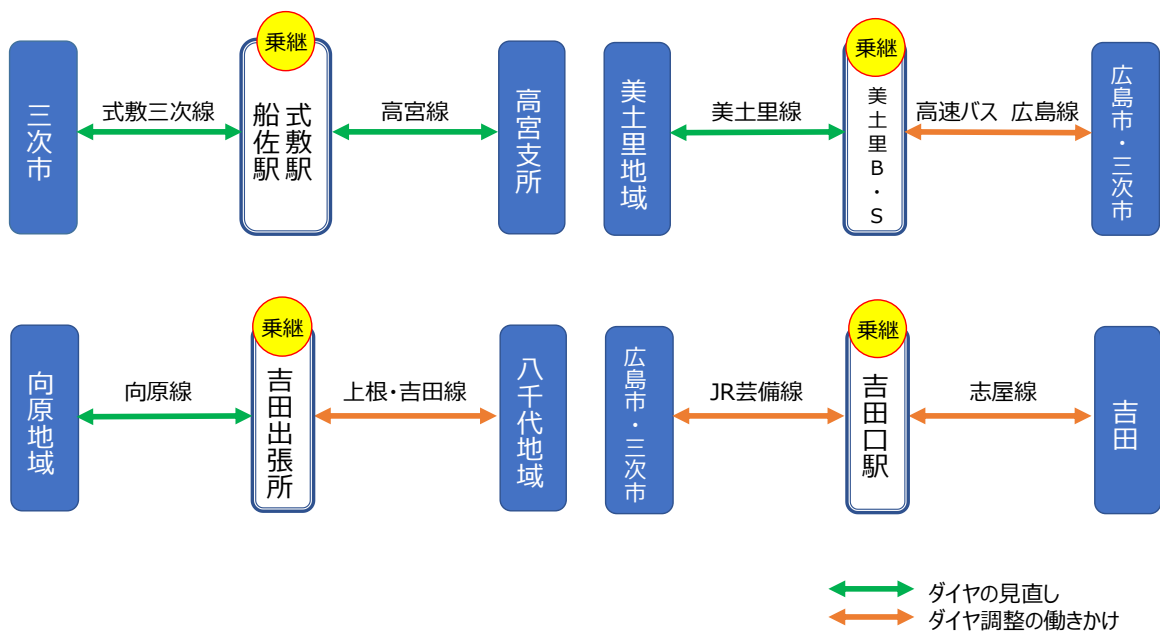 三次市
式敷三次線
乗継
式敷駅
船佐駅
高宮線
高宮支所
美土里地域
美土里線
乗継
美土里B・S
高速バス 広島線
広島市・三次市
向原地域
向原線
乗継
吉田出張所
上根・吉田線
八千代地域
広島市・三次市
JR芸備線
乗継
吉田口駅
志屋線
吉田
ダイヤの見直し
ダイヤ調整の働きかけ